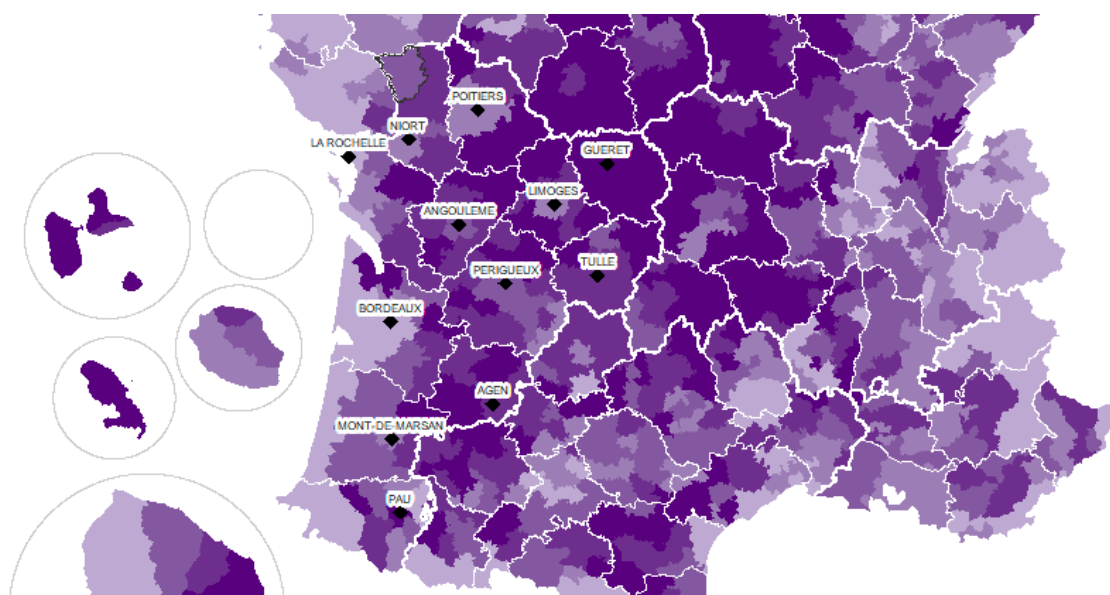 POITIERS
NIORT
LA ROCHELLE
GUERET
LIMOGES
ANGOULEME
TULLE
PERIGUEUX
BORDEAUX
AGEN
MONT-DE-MARSAN
PAU